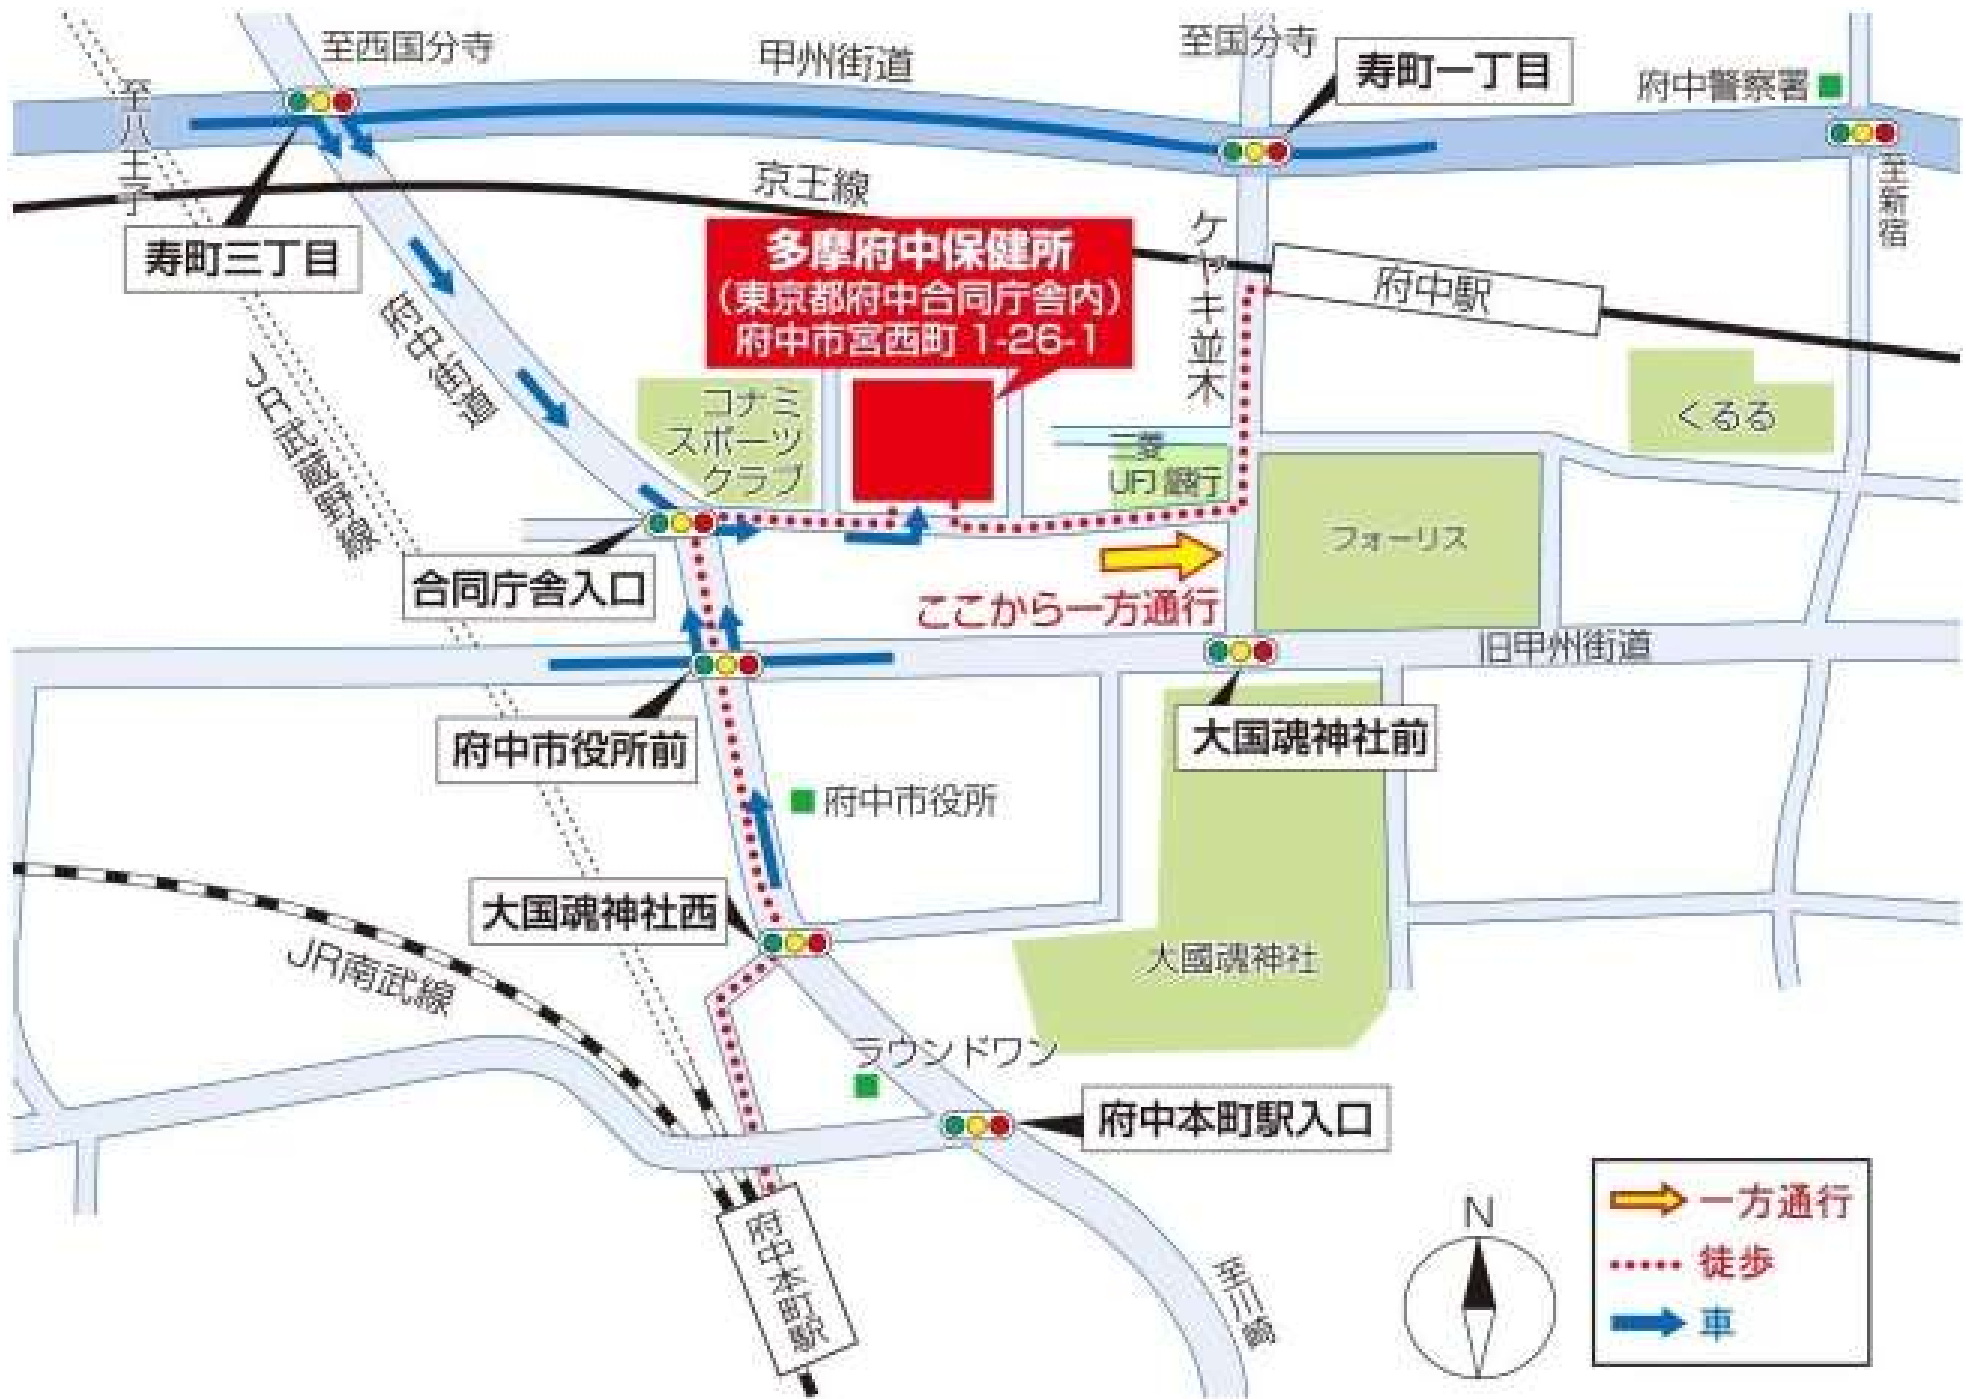 至西国分寺
甲州街道
至国分寺
寿町一丁目
府中警察署
至八王子
京王線
至新宿
寿町三丁目
多摩府中保健所
（東京都府中合同庁舎内）
府中市宮西町 1-26-1
ケヤキ並木
府中駅
府中街道
JR武蔵野線
コナミ
スポーツ
クラブ
三菱
UFJ 銀行
くるる
フォーリス
合同庁舎入口
ここから一方通行
旧甲州街道
府中市役所前
大国魂神社前
府中市役所
大国魂神社西
JR南武線
大國魂神社
ラウンドワン
府中本町駅入口
府中本町駅
N
一方通行
徒歩
車